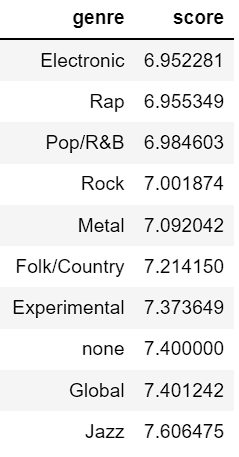 genre score
Electronic 6.952281
Rap 6.955349
Pop/R&B 6.984603
Rock 7.001874
Metal 7.092042
Folk/Country 7.214150
Experimental 7.373649
none 7.400000
Global 7.401242
Jazz 7.606475